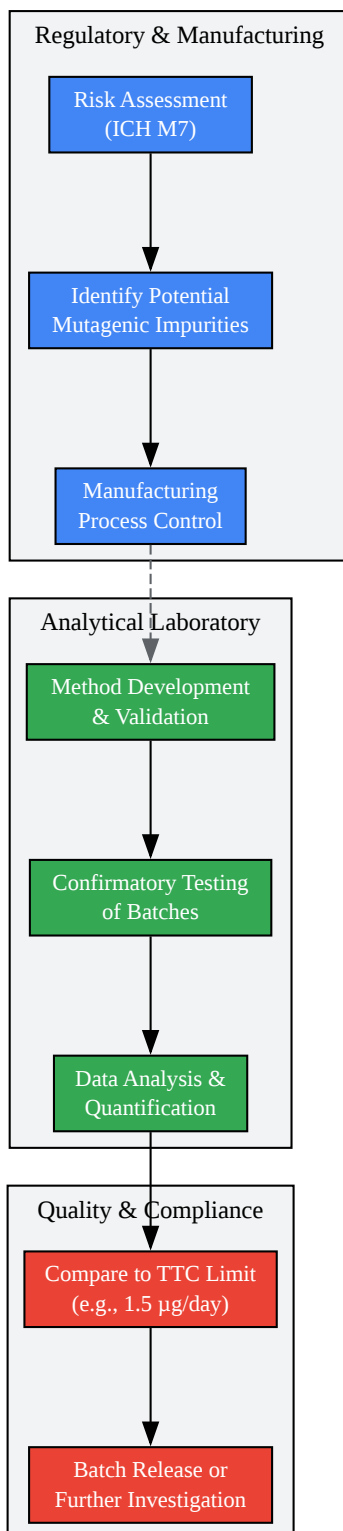 Regulatory & Manufacturing
Risk Assessment
(ICH M7)
Identify Potential
Mutagenic Impurities
Manufacturing
Process Control
Analytical Laboratory
Method Development
& Validation
Confirmatory Testing
of Batches
Data Analysis &
Quantification
Quality & Compliance
Compare to TTC Limit
(e.g., 1.5 µg/day)
Batch Release or
Further Investigation